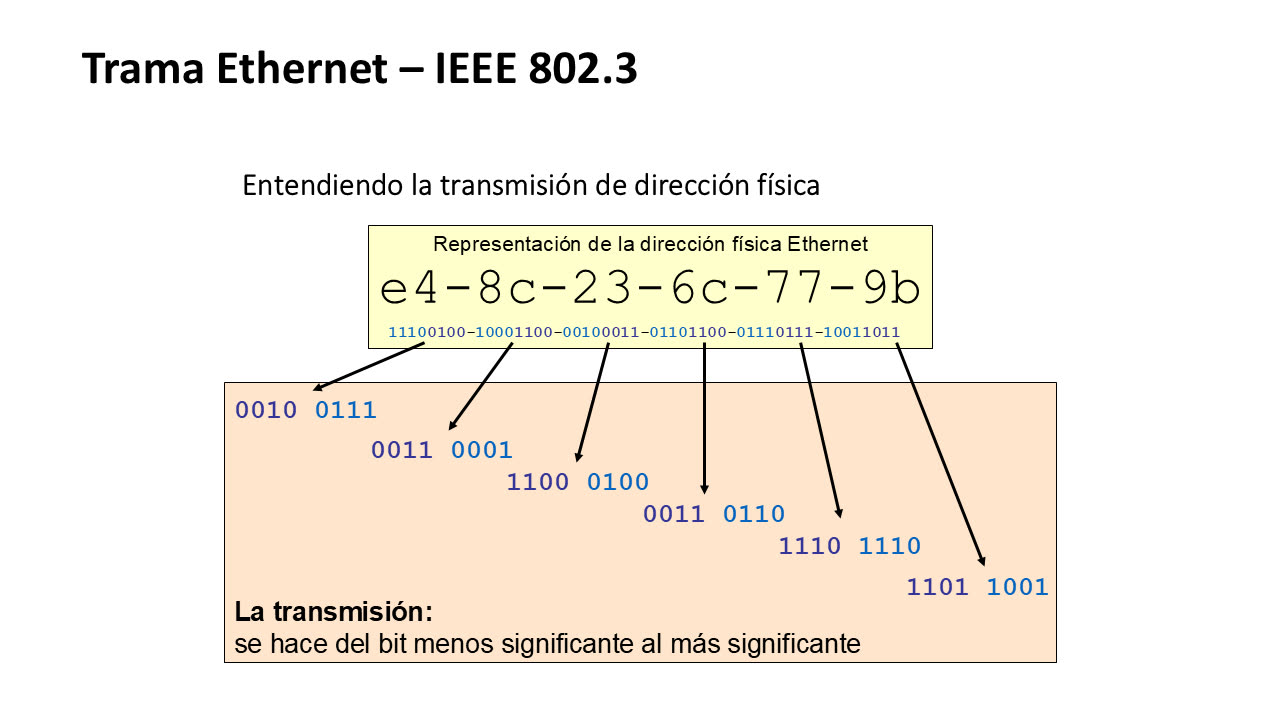 Trama Ethernet – IEEE 802.3
Entendiendo la transmisión de dirección física
Representación de la dirección física Ethernet
e4-8c-23-6c-77-9b
11100100-10001100-00100011-01101100-01110111-10011011
0010 0111
0011 0001
1100 0100
0011 0110
1110 1110
1101 1001
La transmisión:
se hace del bit menos significante al más significante